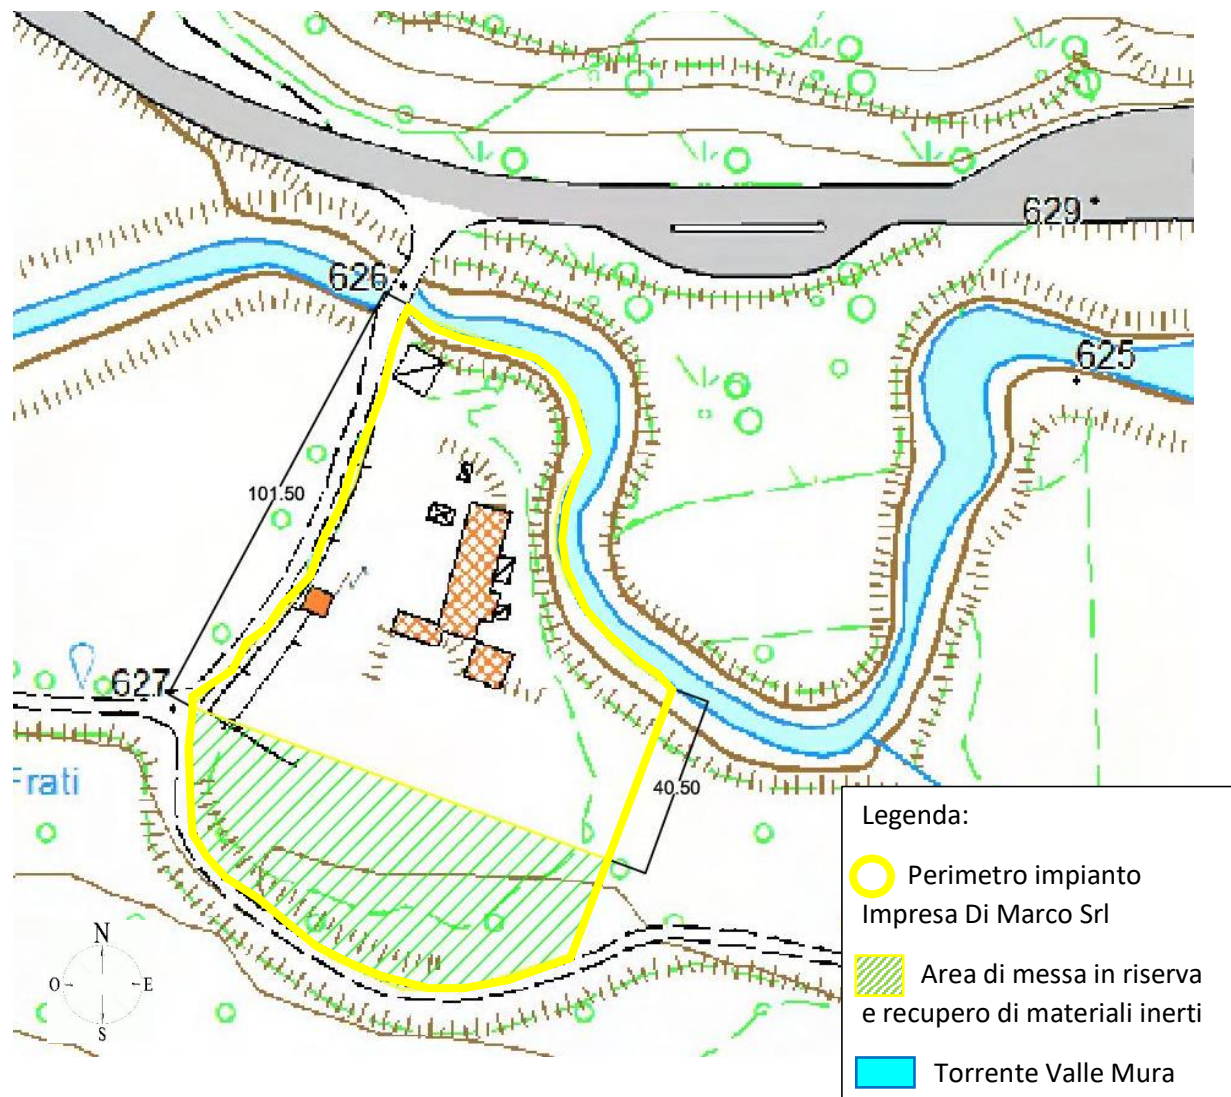 629
626
625
101.50
627
Frati
40.50
N
O
E
S
Legenda:
Perimetro impianto
Impresa Di Marco Srl
Area di messa in riserva
e recupero di materiali inerti
Torrente Valle Mura